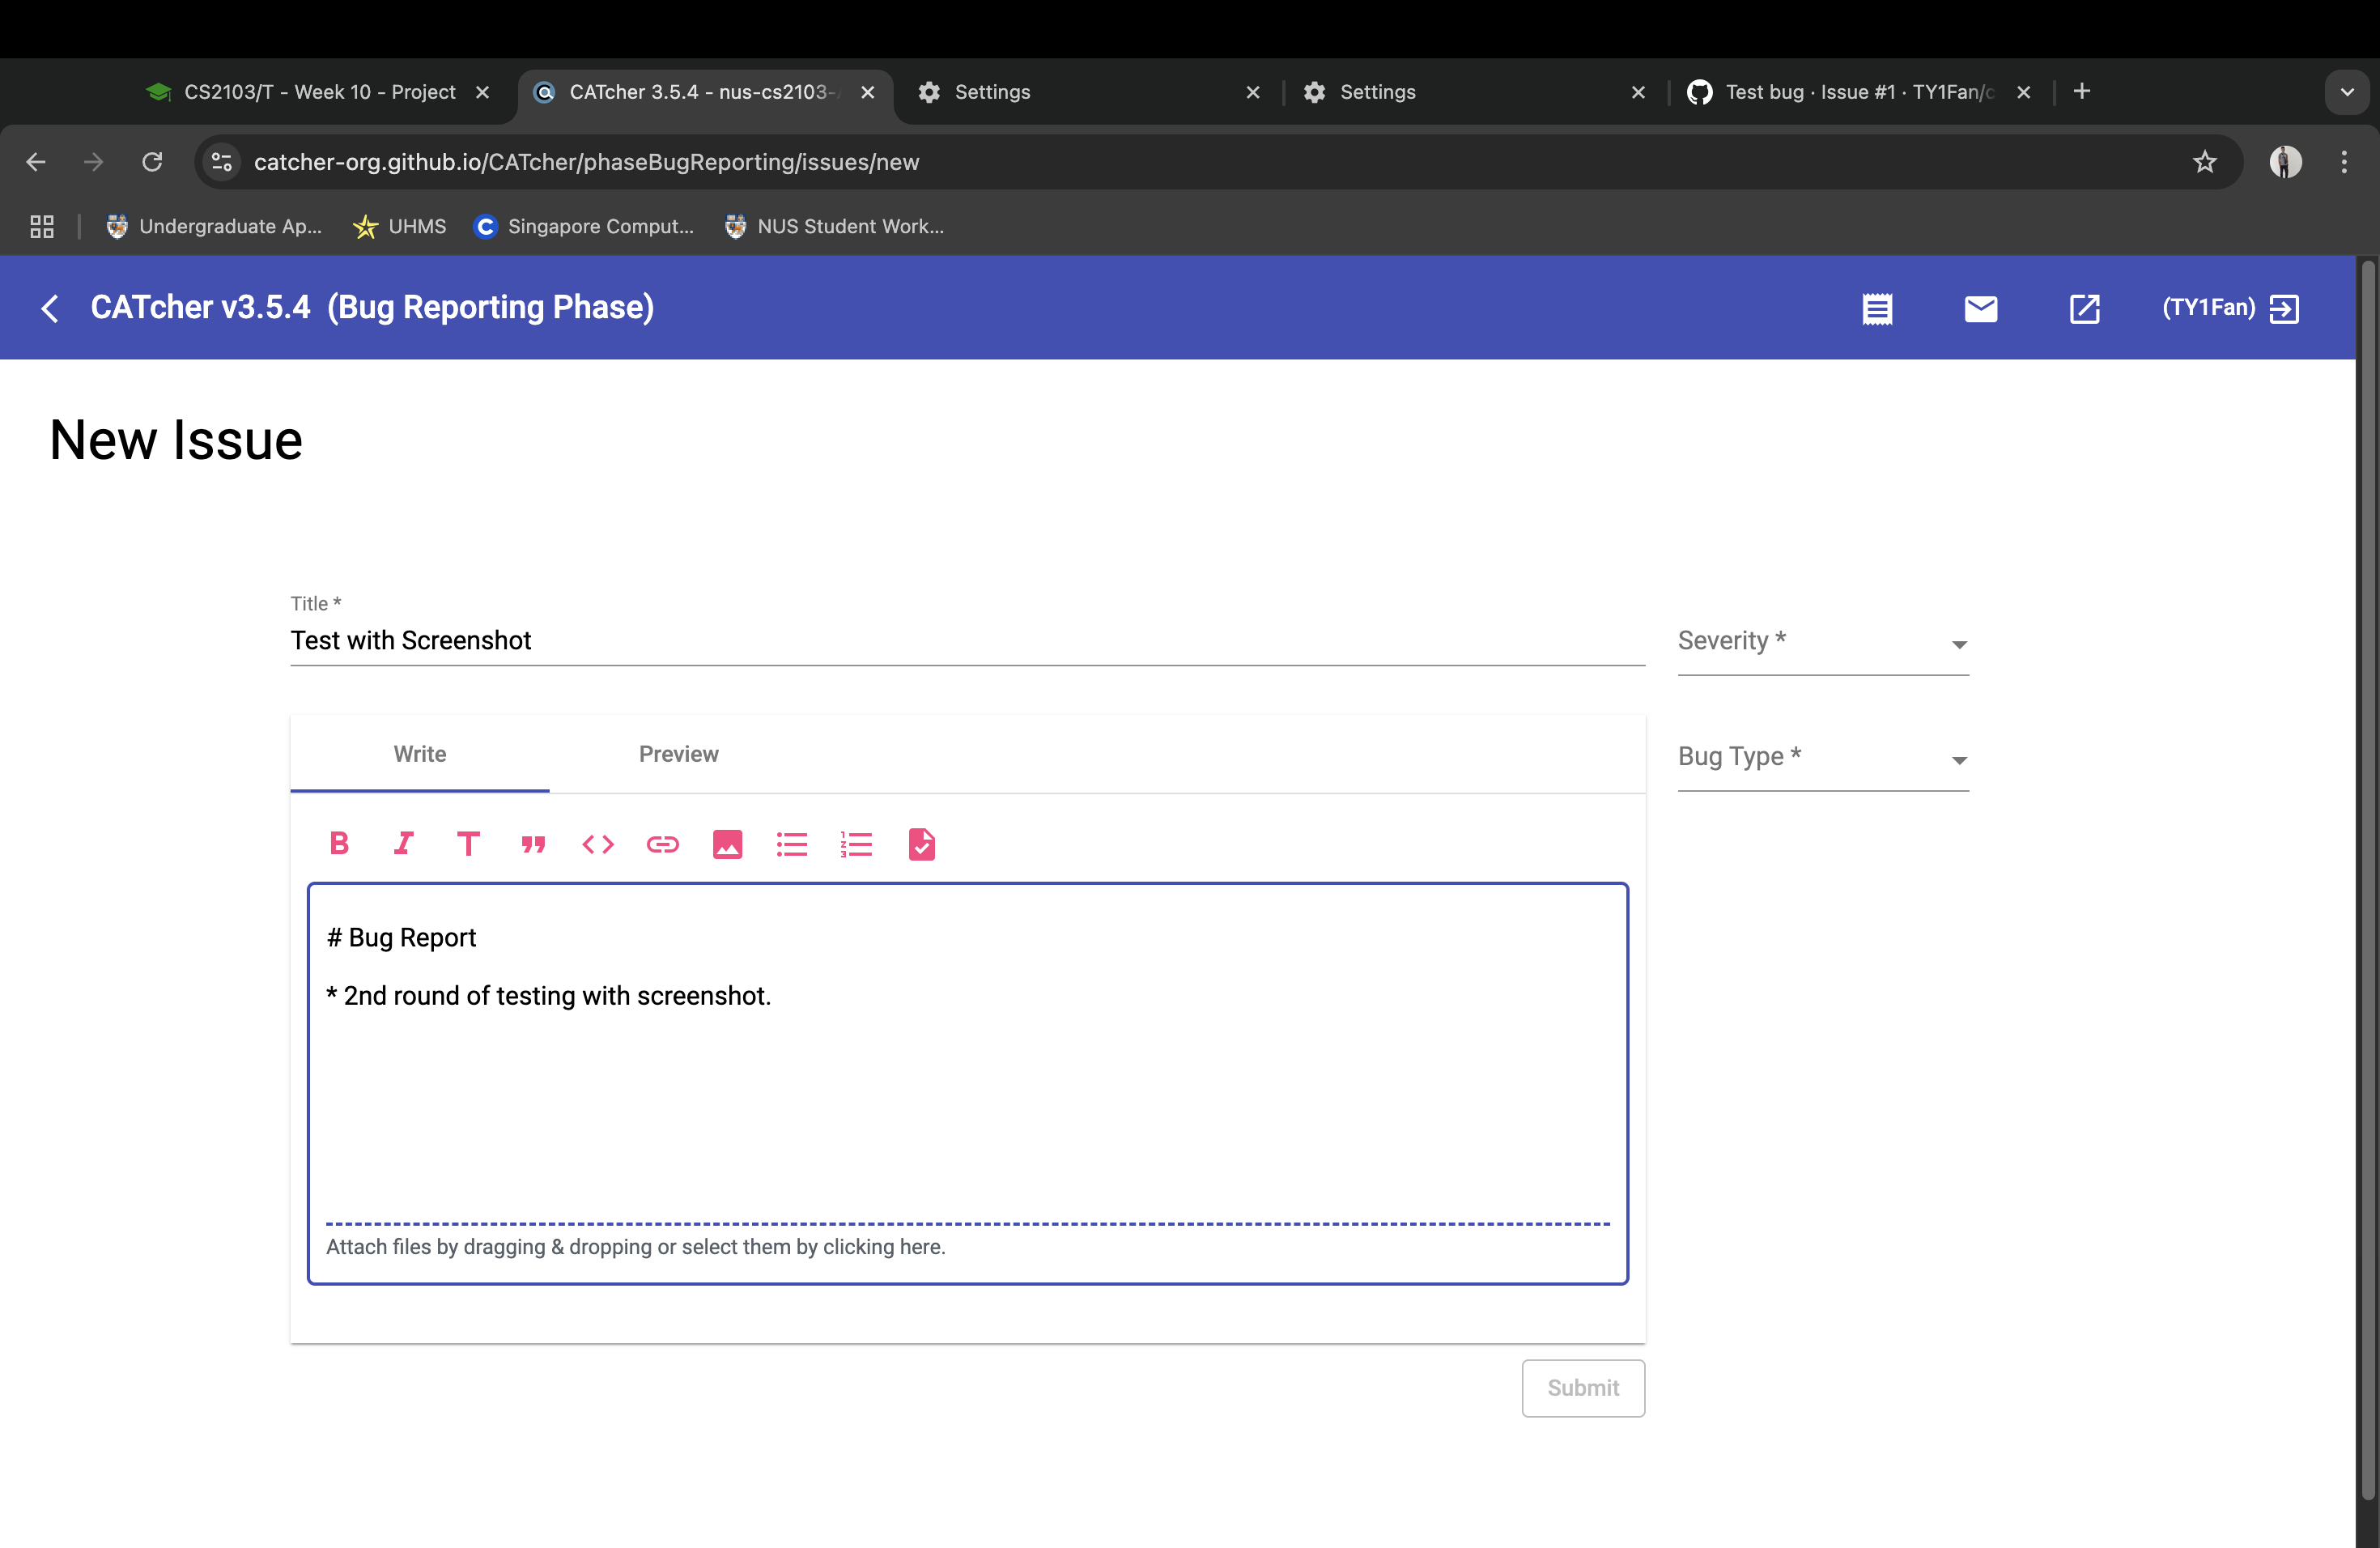 CS2103/T - Week 10 - Project
CATcher 3.5.4 - nus-cs2103-
Settings
Settings
Test bug · Issue #1 · TY1Fan/c
catcher-org.github.io/CATcher/phaseBugReporting/issues/new
Undergraduate Ap...
UHMS
Singapore Comput...
NUS Student Work...
CATcher v3.5.4 (Bug Reporting Phase)
(TY1Fan)
New Issue
Title *
Test with Screenshot
Severity *
Write
Preview
Bug Type *
# Bug Report
* 2nd round of testing with screenshot.
Attach files by dragging & dropping or select them by clicking here.
Submit